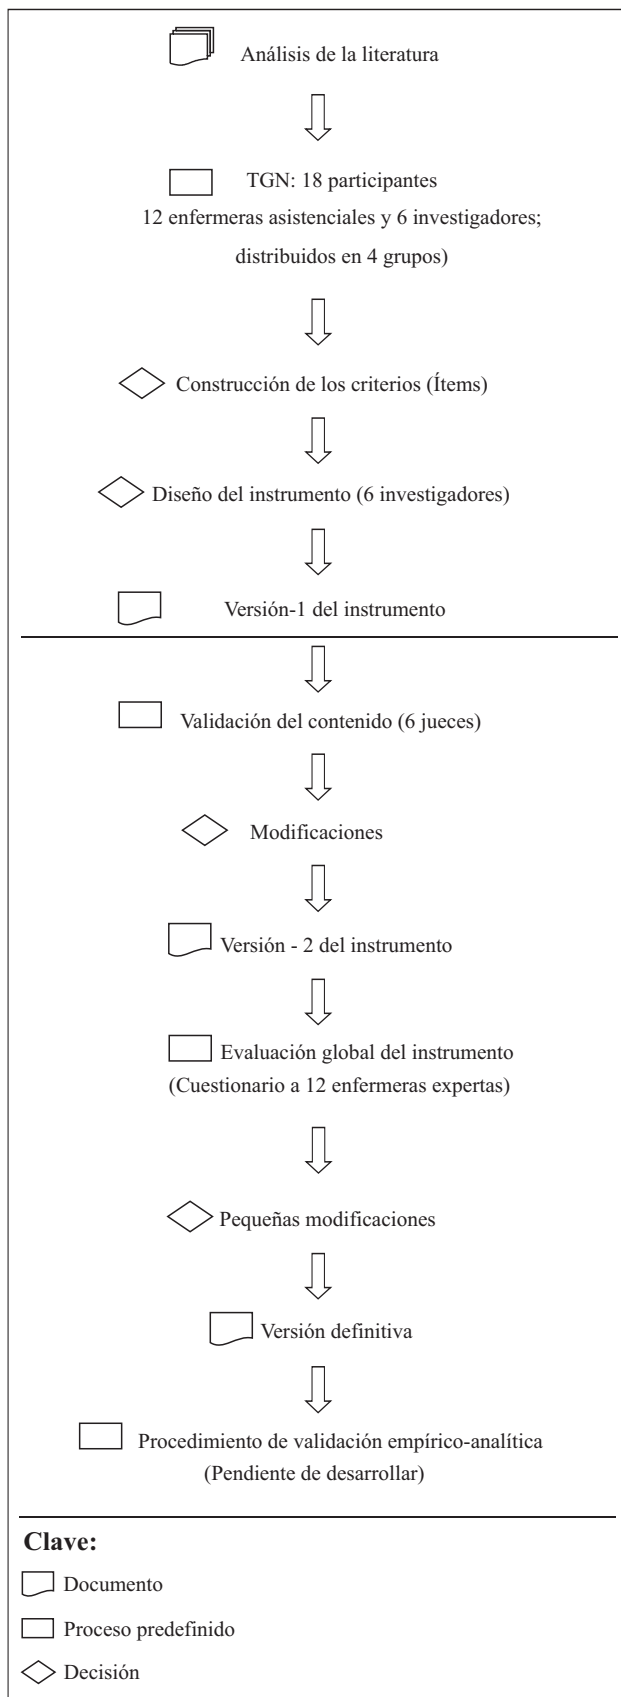 Análisis de la literatura
TGN: 18 participantes
12 enfermeras asistenciales y 6 investigadores;
distribuidos en 4 grupos)
Construcción de los criterios (Ítems)
Diseño del instrumento (6 investigadores)
Versión-1 del instrumento
Validación del contenido (6 jueces)
Modificaciones
Versión - 2 del instrumento
Evaluación global del instrumento
(Cuestionario a 12 enfermeras expertas)
Pequeñas modificaciones
Versión definitiva
Procedimiento de validación empírico-analítica
(Pendiente de desarrollar)
Clave:
Documento
Proceso predefinido
Decisión